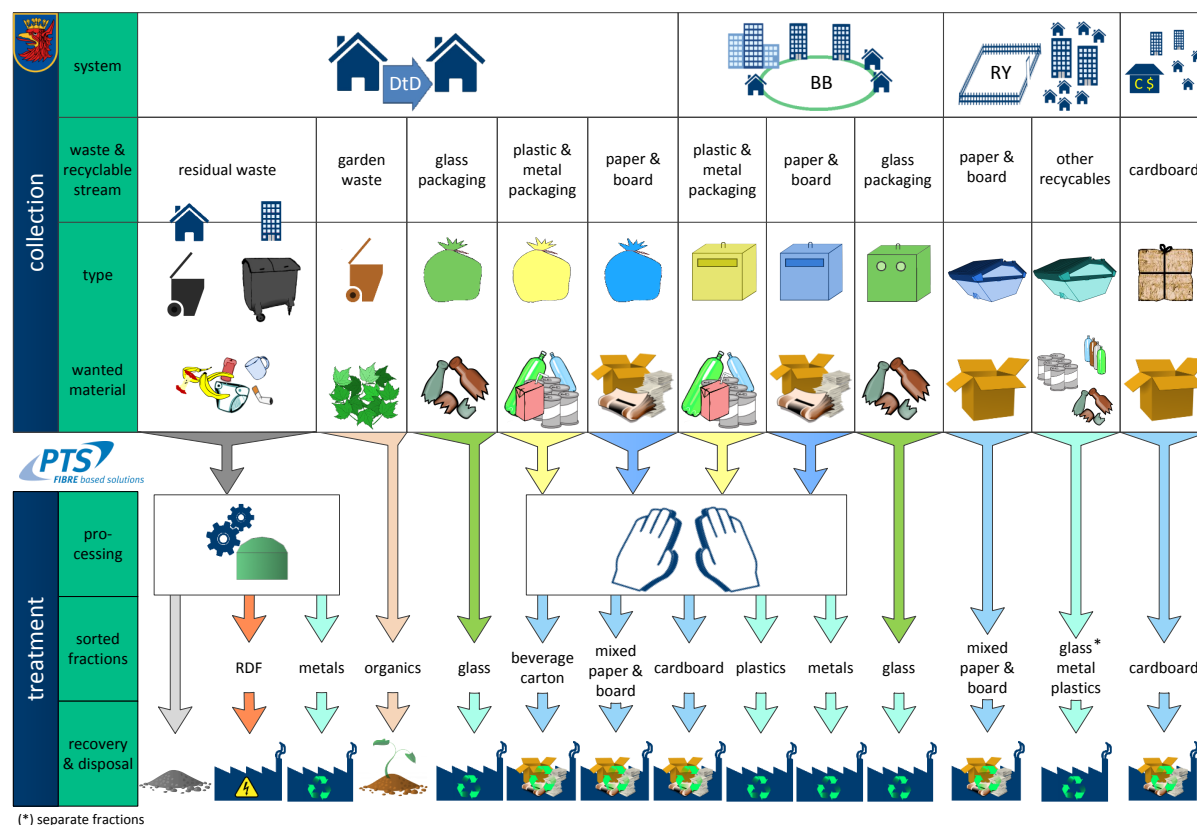 system
DtD
BB
RY
C $
collection
waste &
recyclable
stream
residual waste
garden
waste
glass
packaging
plastic &
metal
packaging
paper &
board
plastic &
metal
packaging
paper &
board
glass
packaging
paper &
board
other
recycables
cardboard
type
wanted
material
PTS
FIBRE based solutions
treatment
pro-
cessing
sorted
fractions
RDF
metals
organics
glass
beverage
carton
mixed
paper &
board
cardboard
plastics
metals
glass
mixed
paper &
board
glass*
metal
plastics
cardboard
recovery
& disposal
(*) separate fractions